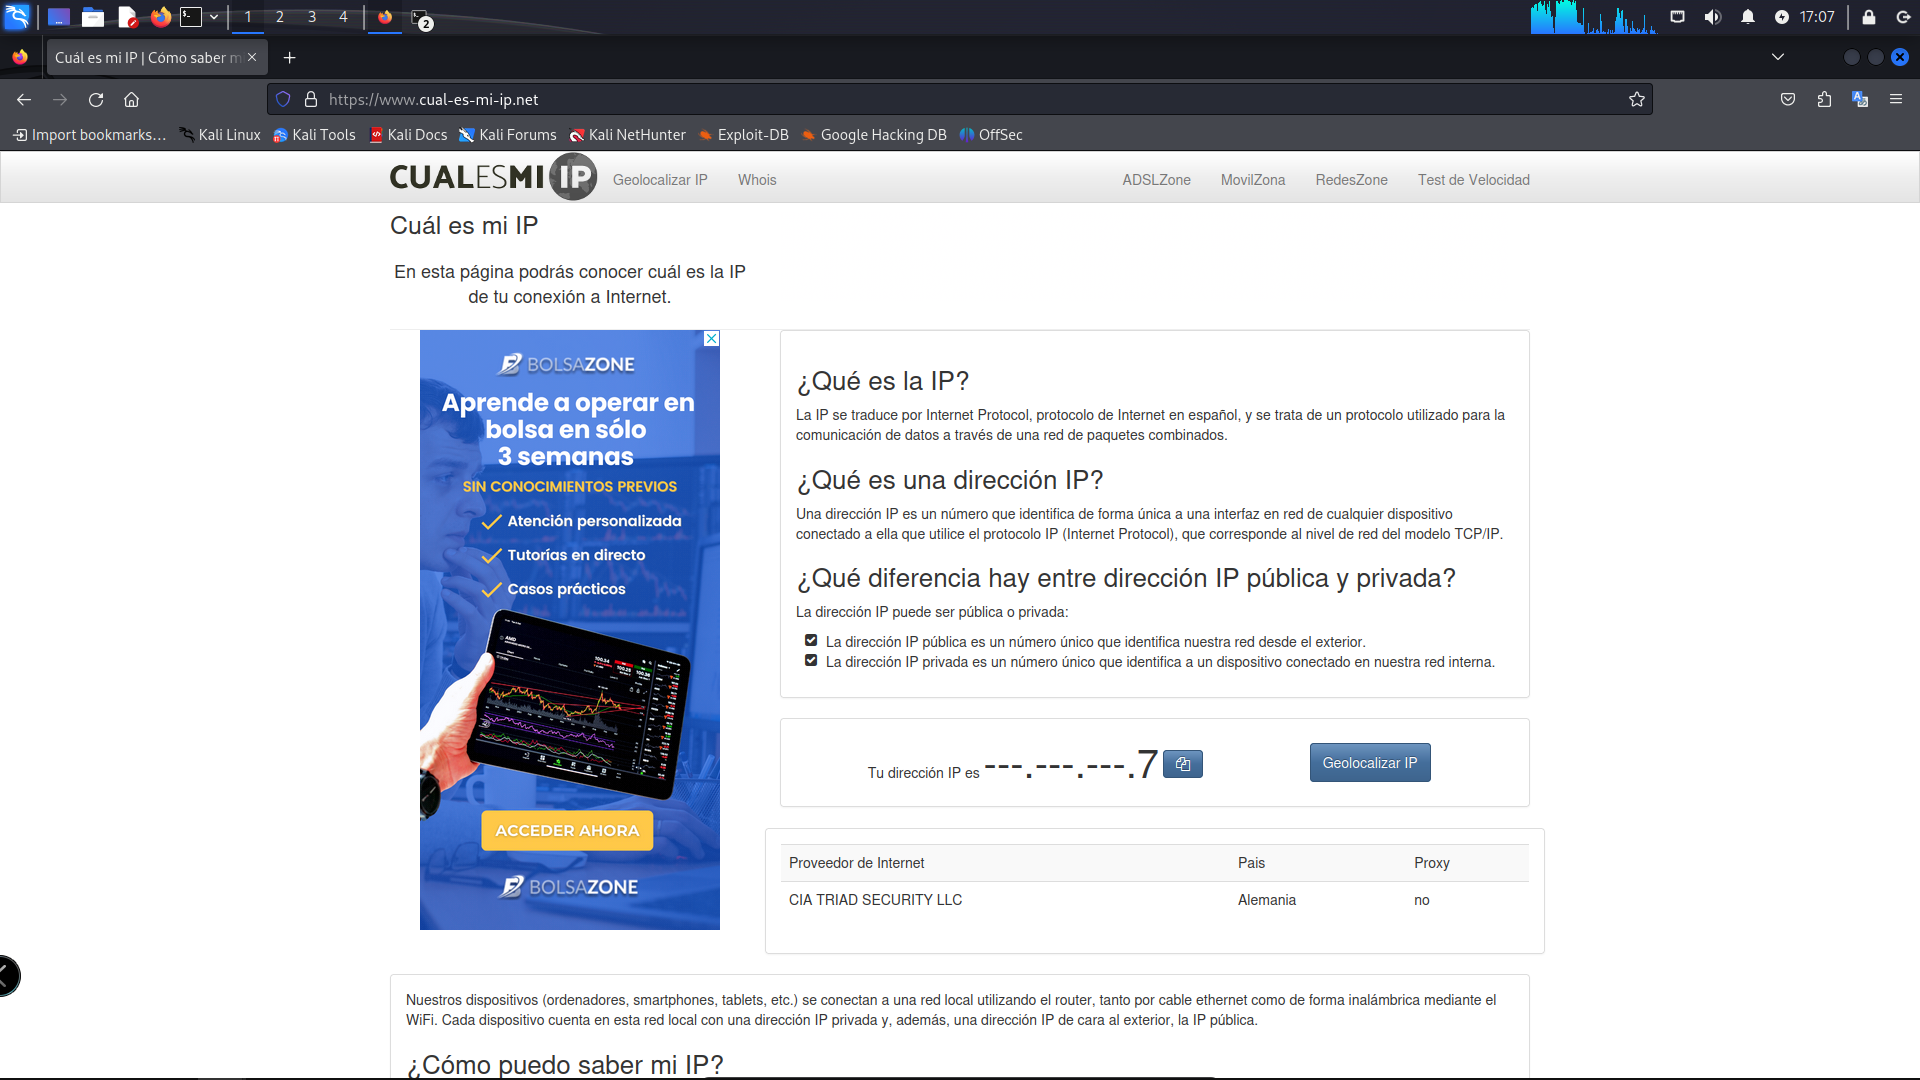 1 2 3 4
2
17:07
Cuál es mi IP | Cómo saber m
https://www.cual-es-mi-ip.net
Import bookmarks... Kali Linux Kali Tools Kali Docs Kali Forums Kali NetHunter Exploit-DB Google Hacking DB OffSec
CUALESMI IP Geolocalizar IP Whois ADSLZone MovilZona RedesZone Test de Velocidad
Cuál es mi IP
En esta página podrás conocer cuál es la IP
de tu conexión a Internet.
BOLSAZONE
Aprende a operar en
bolsa en sólo
3 semanas
SIN CONOCIMIENTOS PREVIOS
Atención personalizada
Tutorías en directo
Casos prácticos
AMD
ACCEDER AHORA
BOLSAZONE
¿Qué es la IP?
La IP se traduce por Internet Protocol, protocolo de Internet en español, y se trata de un protocolo utilizado para la
comunicación de datos a través de una red de paquetes combinados.
¿Qué es una dirección IP?
Una dirección IP es un número que identifica de forma única a una interfaz en red de cualquier dispositivo
conectado a ella que utilice el protocolo IP (Internet Protocol), que corresponde al nivel de red del modelo TCP/IP.
¿Qué diferencia hay entre dirección IP pública y privada?
La dirección IP puede ser pública o privada:
La dirección IP pública es un número único que identifica nuestra red desde el exterior.
La dirección IP privada es un número único que identifica a un dispositivo conectado en nuestra red interna.
Tu dirección IP es ---.---.---.7 Geolocalizar IP
Proveedor de Internet Pais Proxy
CIA TRIAD SECURITY LLC Alemania no
Nuestros dispositivos (ordenadores, smartphones, tablets, etc.) se conectan a una red local utilizando el router, tanto por cable ethernet como de forma inalámbrica mediante el
WiFi. Cada dispositivo cuenta en esta red local con una dirección IP privada y, además, una dirección IP de cara al exterior, la IP pública.
¿Cómo puedo saber mi IP?